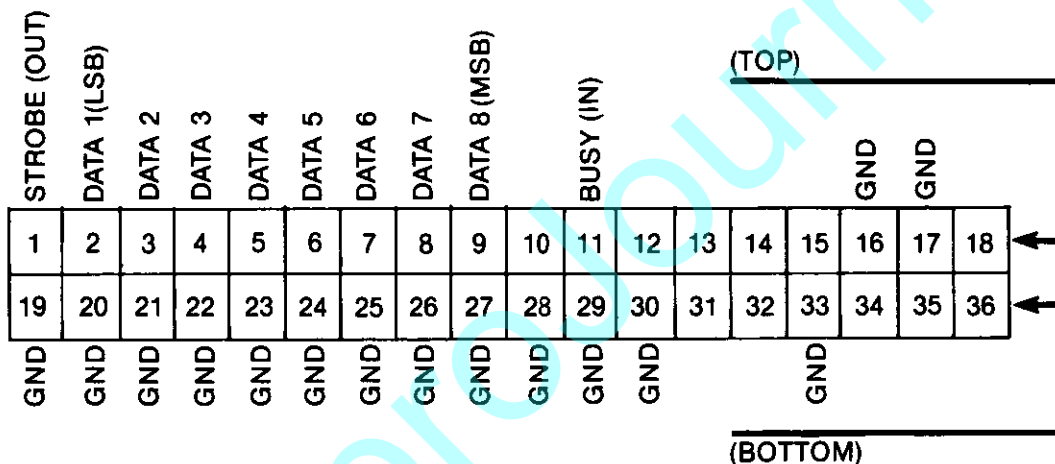 (TOP)
STROBE (OUT) DATA 1(LSB) DATA 2 DATA 3 DATA 4 DATA 5 DATA 6 DATA 7 DATA 8 (MSB) BUSY (IN) GND GND
1 2 3 4 5 6 7 8 9 10 11 12 13 14 15 16 17 18
19 20 21 22 23 24 25 26 27 28 29 30 31 32 33 34 35 36
GND GND GND GND GND GND GND GND GND GND GND GND GND
(BOTTOM)